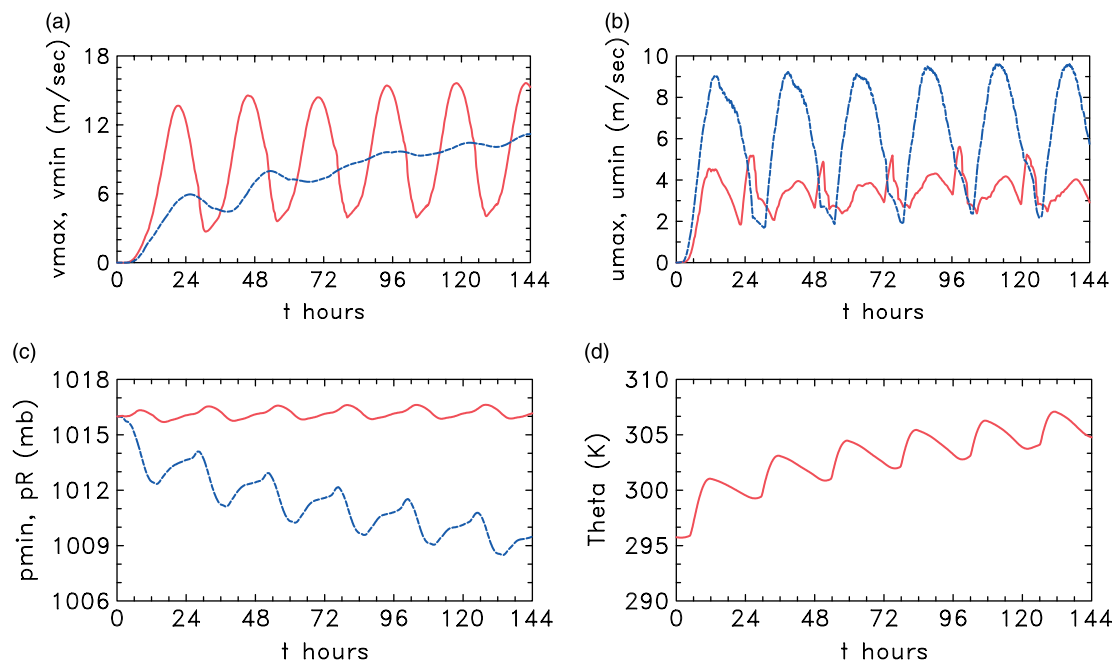 (a)
vmax, vmin (m/sec)
18
12
6
0
0 24 48 72 96 120 144
t hours
(b)
umax, umin (m/sec)
10
8
6
4
2
0
0 24 48 72 96 120 144
t hours
(c)
pmin, pR (mb)
1018
1015
1012
1009
1006
0 24 48 72 96 120 144
t hours
(d)
Theta (K)
310
305
300
295
290
0 24 48 72 96 120 144
t hours